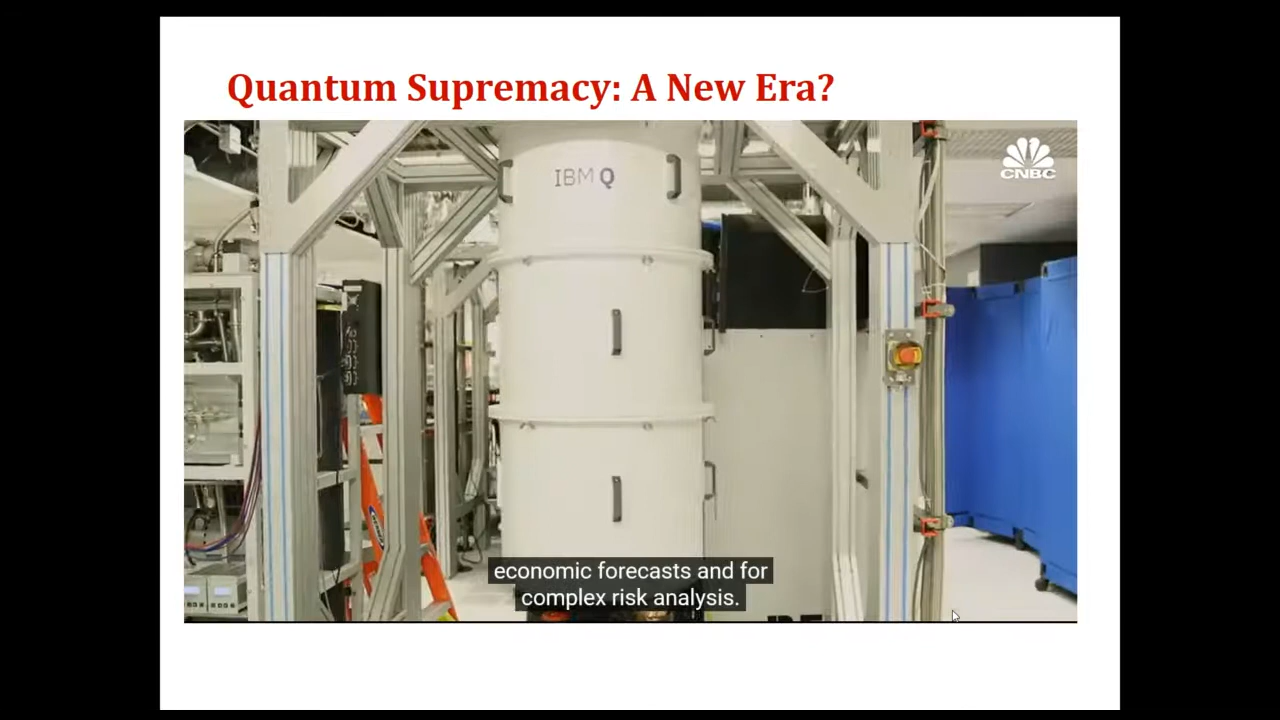 Quantum Supremacy: A New Era?
IBM Q
CNBC
economic forecasts and for
complex risk analysis.